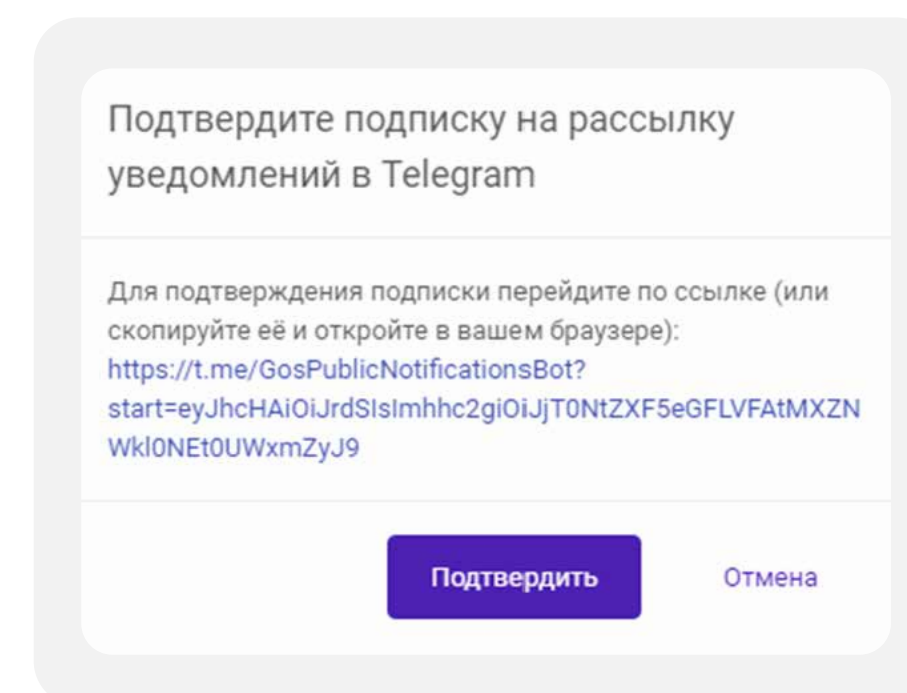 Подтвердите подписку на рассылку
уведомлений в Telegram
Для подтверждения подписки перейдите по ссылке (или
скопируйте её и откройте в вашем браузере):
https://t.me/GosPublicNotificationsBot?
start=eyJhcHAiOiJrdSIsImhhc2giOiJjT0NtZXF5eGFLVFAtMXZN
Wkl0NEt0UWxmZyJ9
Подтвердить
Отмена